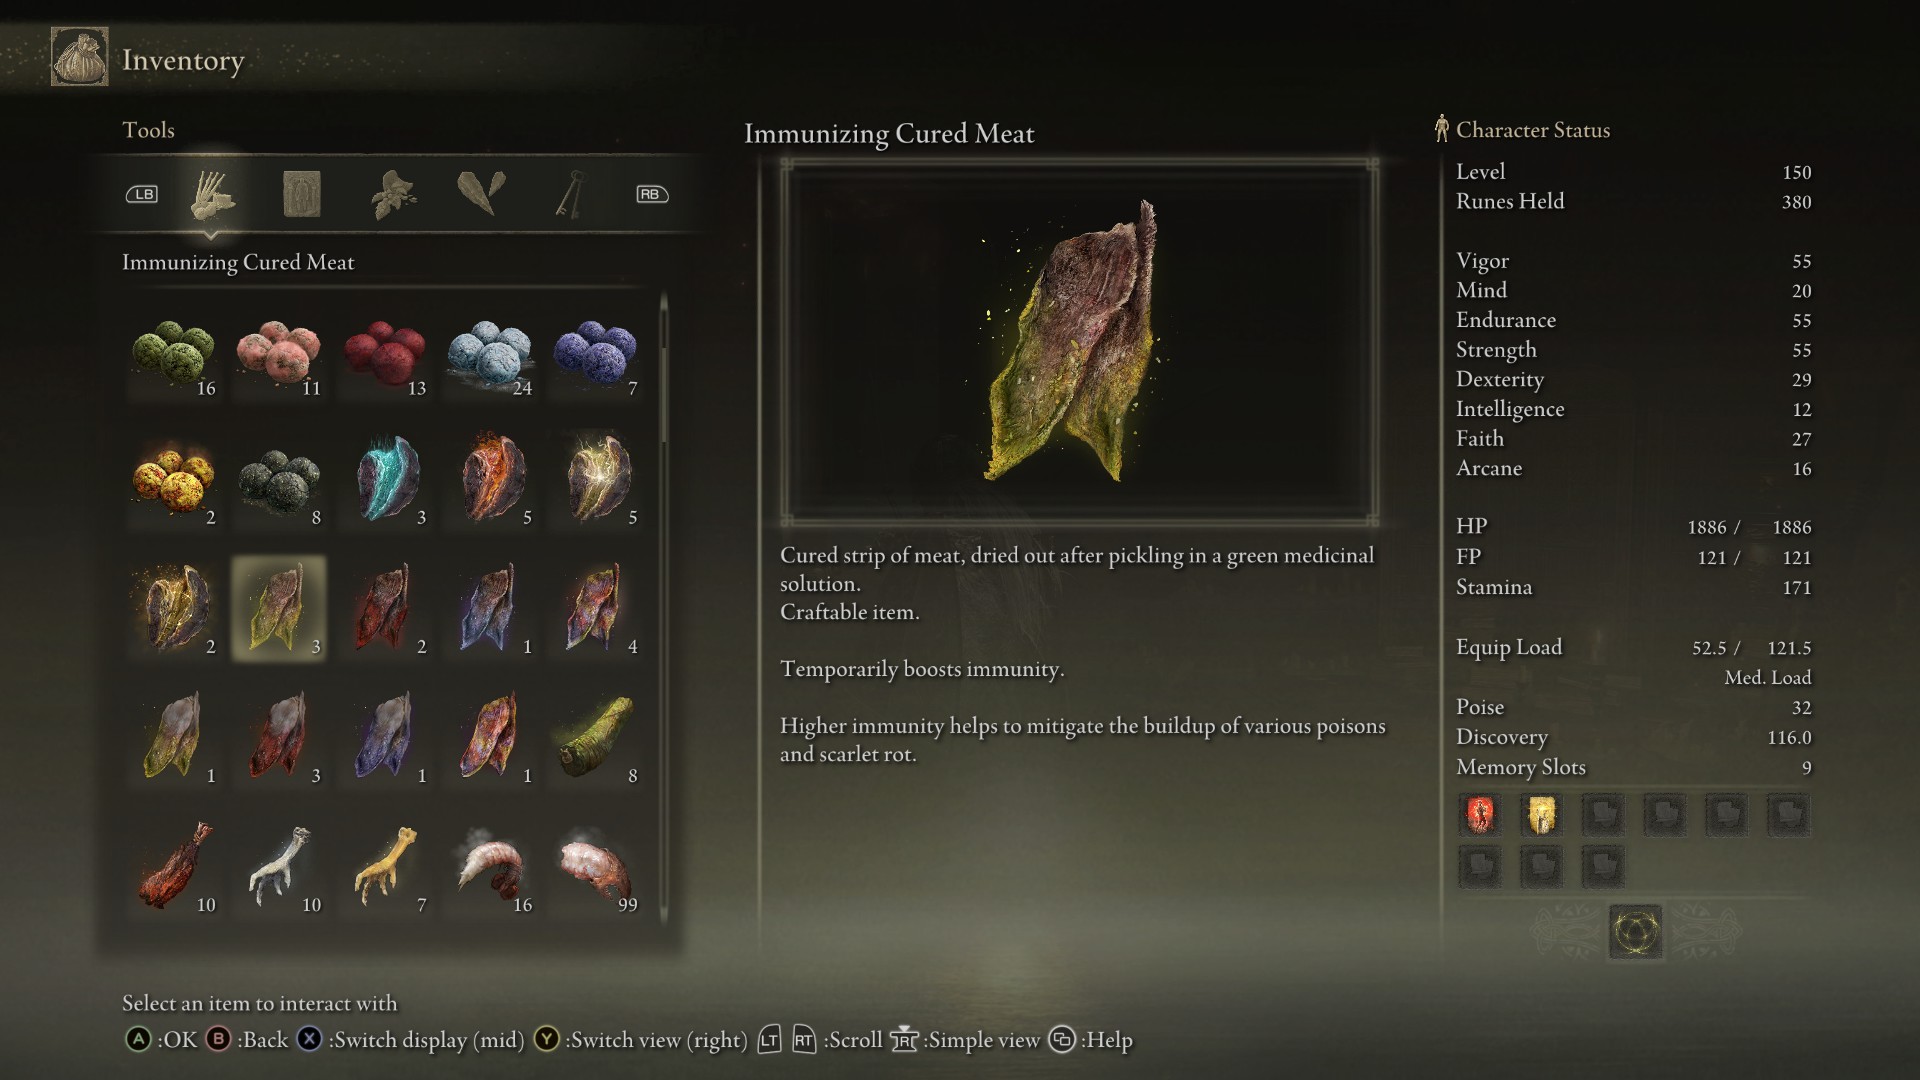 Inventory
Tools
LB
RB
Immunizing Cured Meat
16
11
13
24
7
2
8
3
5
5
2
3
2
1
4
1
3
1
1
8
10
10
7
16
99
Immunizing Cured Meat
Cured strip of meat, dried out after pickling in a green medicinal
solution.
Craftable item.
Temporarily boosts immunity.
Higher immunity helps to mitigate the buildup of various poisons
and scarlet rot.
Character Status
Level 150
Runes Held 380
Vigor 55
Mind 20
Endurance 55
Strength 55
Dexterity 29
Intelligence 12
Faith 27
Arcane 16
HP 1886 / 1886
FP 121 / 121
Stamina 171
Equip Load 52.5 / 121.5
Med. Load
Poise 32
Discovery 116.0
Memory Slots 9
Select an item to interact with
A :OK B :Back X :Switch display (mid) Y :Switch view (right) LT RT :Scroll R :Simple view :Help